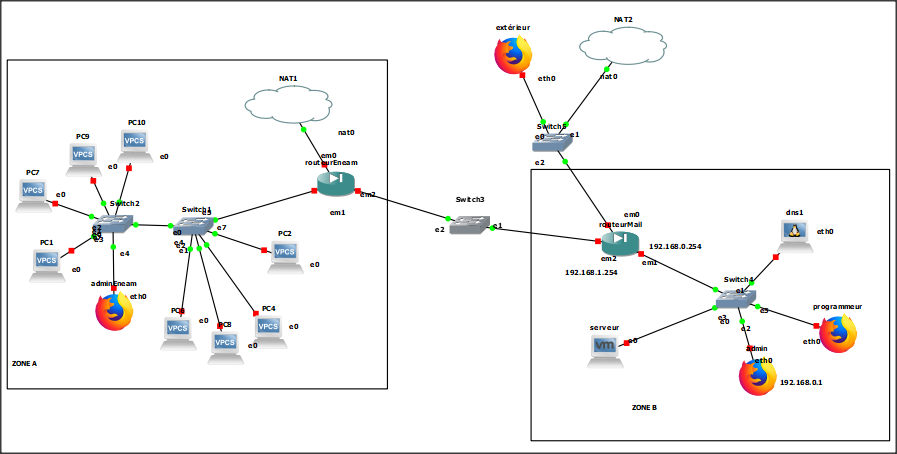 extérieur
NAT2
eth0
nat0
Switch5
e0
e1
e2
NAT1
nat0
PC10
PC9
e0
e0
VPCS
VPCS
em0
routeurEneam
em2
em1
PC7
VPCS
e0
Switch2
e3
e4
Switch1
e7
e0
e1
PC2
VPCS
e0
PC1
VPCS
e0
adminEneam
eth0
VPCS
e0
PC8
VPCS
e0
PC4
VPCS
e0
ZONE A
Switch3
e2
e1
em0
routeurMail
em2
em1
192.168.0.254
192.168.1.254
dns1
eth0
Switch4
e1
e3
e0
e2
programmeur
eth0
serveur
vm
e0
admin
eth0
192.168.0.1
ZONE B